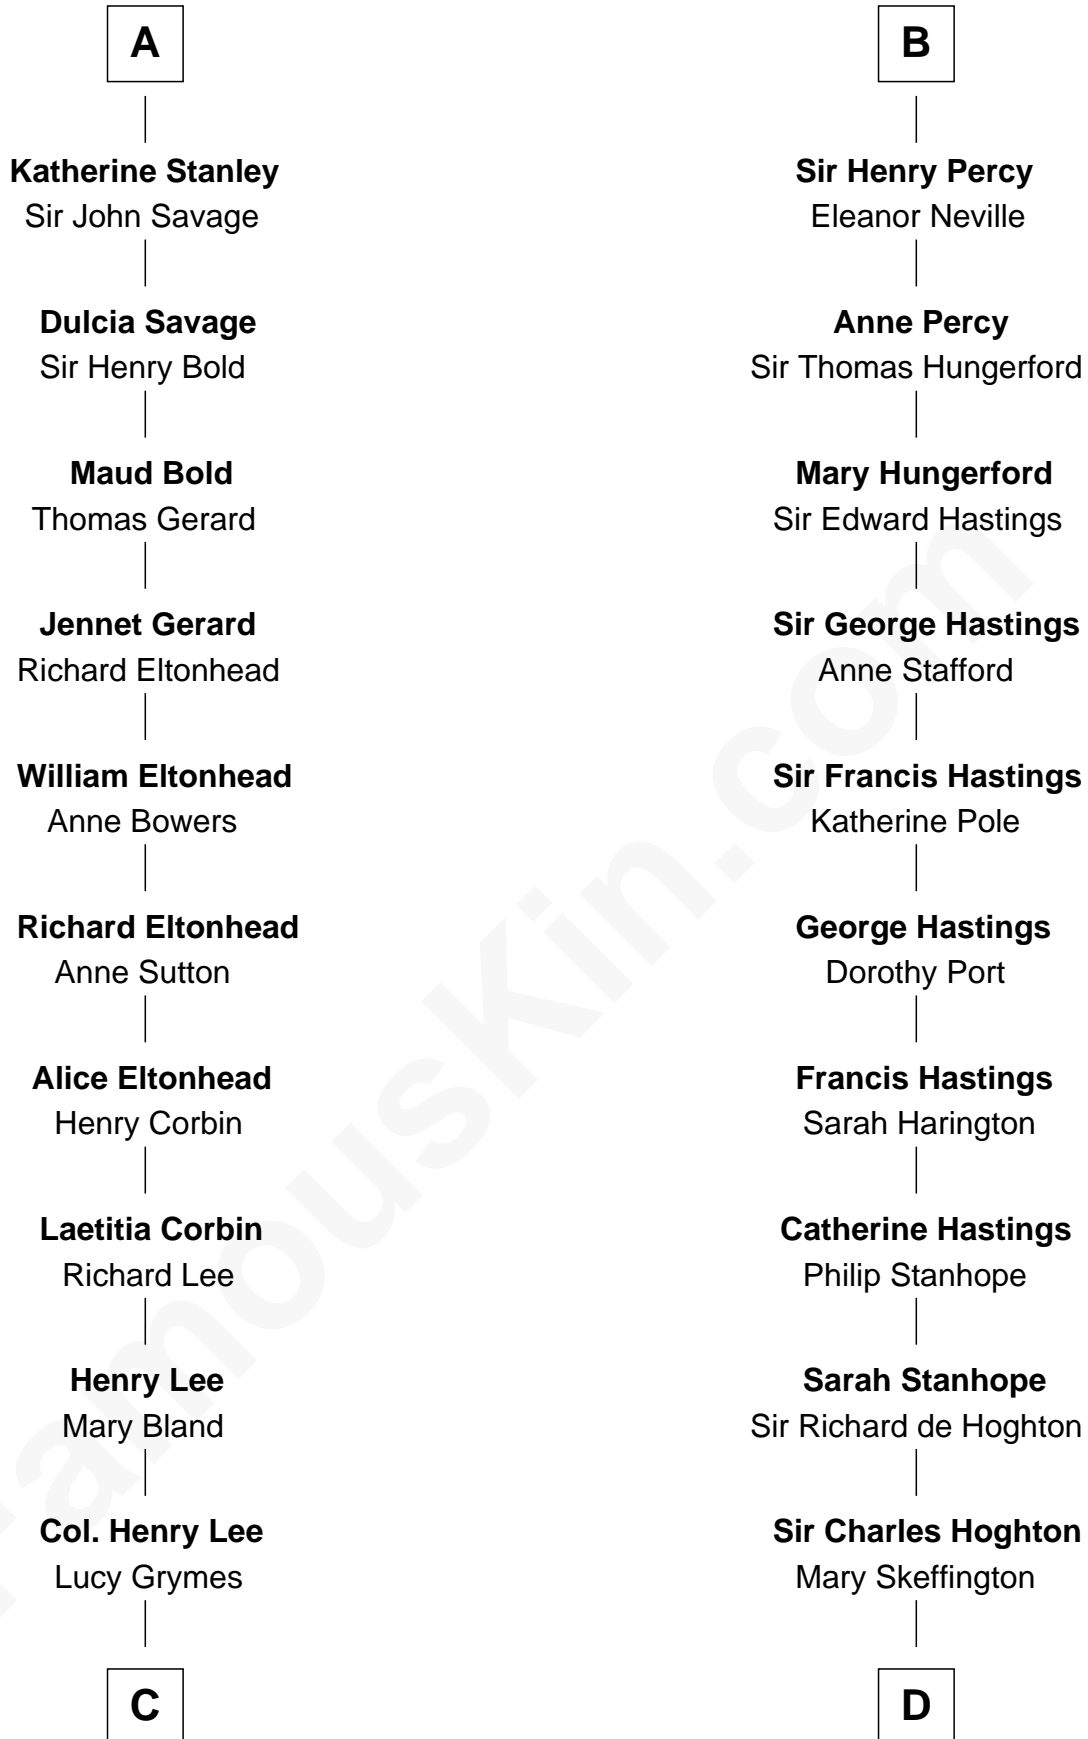 A
Katherine Stanley
Sir John Savage
Dulcia Savage
Sir Henry Bold
Maud Bold
Thomas Gerard
Jennet Gerard
Richard Eltonhead
William Eltonhead
Anne Bowers
Richard Eltonhead
Anne Sutton
Alice Eltonhead
Henry Corbin
Laetitia Corbin
Richard Lee
Henry Lee
Mary Bland
Col. Henry Lee
Lucy Grymes
C
B
Sir Henry Percy
Eleanor Neville
Anne Percy
Sir Thomas Hungerford
Mary Hungerford
Sir Edward Hastings
Sir George Hastings
Anne Stafford
Sir Francis Hastings
Katherine Pole
George Hastings
Dorothy Port
Francis Hastings
Sarah Harington
Catherine Hastings
Philip Stanhope
Sarah Stanhope
Sir Richard de Hoghton
Sir Charles Hoghton
Mary Skeffington
D
FamousKin.com